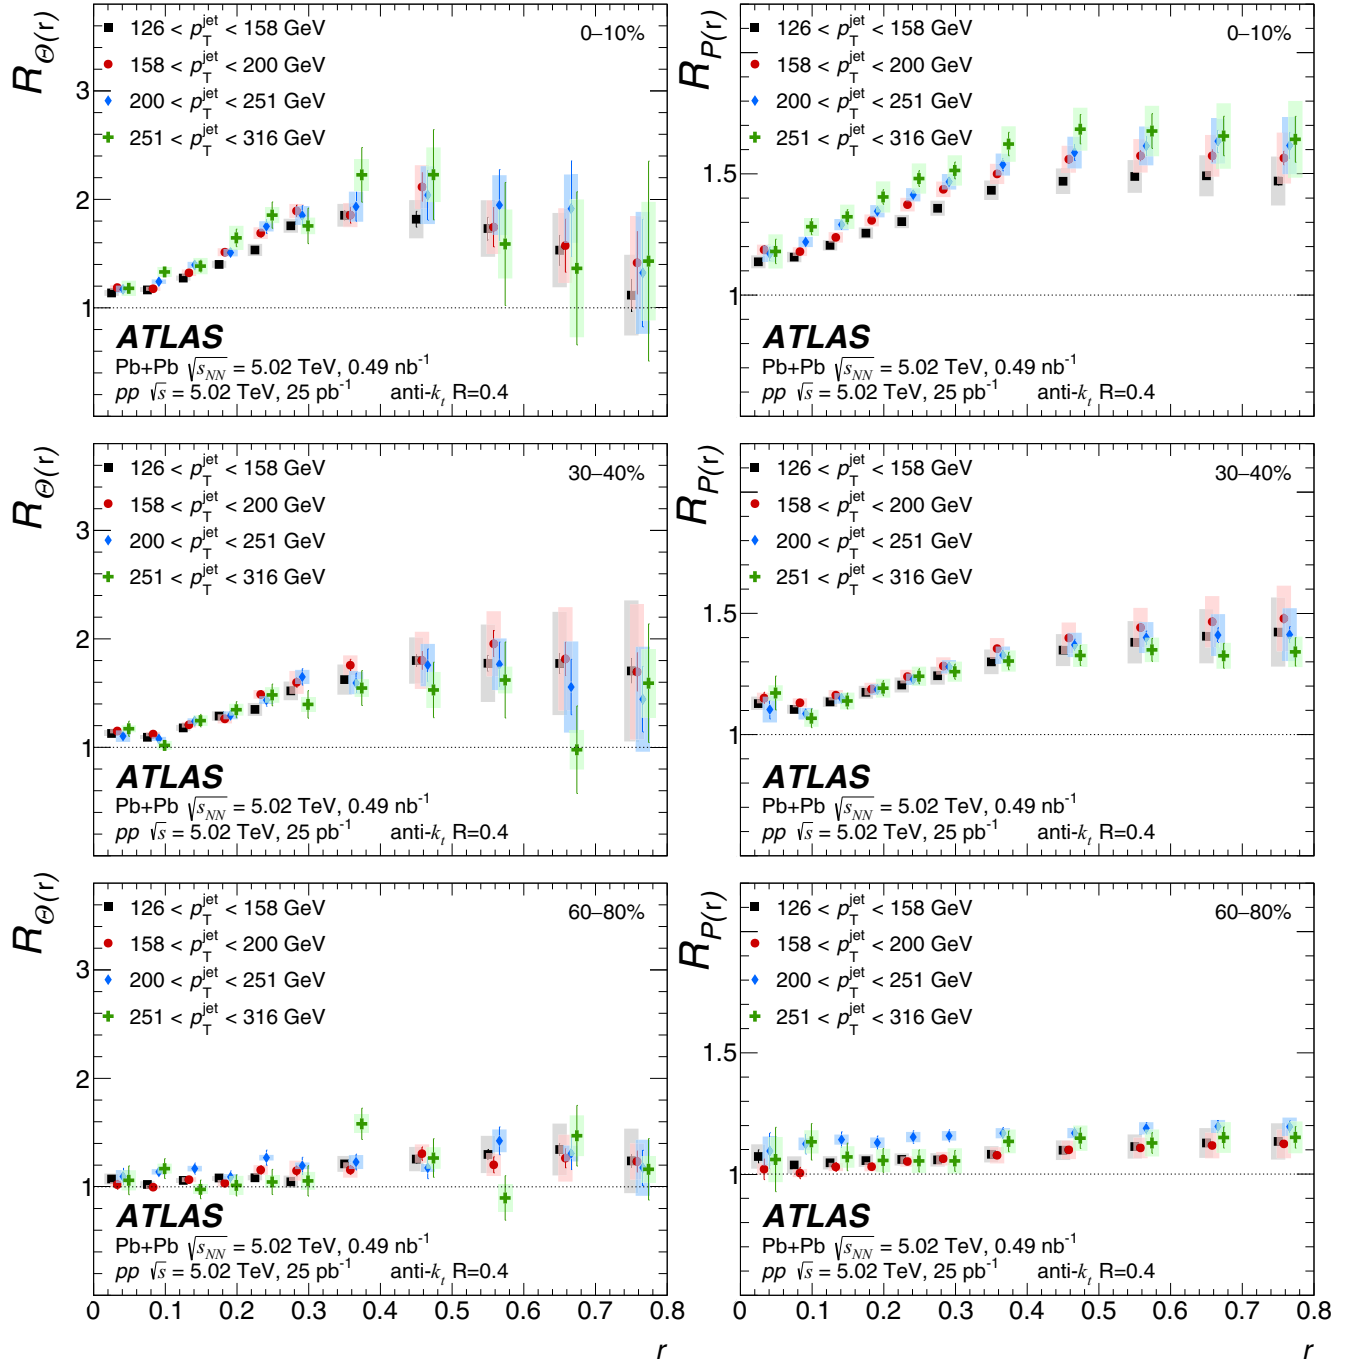 R_Θ(r)
126 < p_T^jet < 158 GeV
0–10%
158 < p_T^jet < 200 GeV
3
200 < p_T^jet < 251 GeV
251 < p_T^jet < 316 GeV
2
1
ATLAS
Pb+Pb √s_NN = 5.02 TeV, 0.49 nb^-1
pp √s = 5.02 TeV, 25 pb^-1 anti-k_t R=0.4
R_P(r)
126 < p_T^jet < 158 GeV
0–10%
158 < p_T^jet < 200 GeV
200 < p_T^jet < 251 GeV
251 < p_T^jet < 316 GeV
1.5
1
ATLAS
Pb+Pb √s_NN = 5.02 TeV, 0.49 nb^-1
pp √s = 5.02 TeV, 25 pb^-1 anti-k_t R=0.4
R_Θ(r)
126 < p_T^jet < 158 GeV
30–40%
158 < p_T^jet < 200 GeV
3
200 < p_T^jet < 251 GeV
251 < p_T^jet < 316 GeV
2
1
ATLAS
Pb+Pb √s_NN = 5.02 TeV, 0.49 nb^-1
pp √s = 5.02 TeV, 25 pb^-1 anti-k_t R=0.4
R_P(r)
126 < p_T^jet < 158 GeV
30–40%
158 < p_T^jet < 200 GeV
200 < p_T^jet < 251 GeV
251 < p_T^jet < 316 GeV
1.5
1
ATLAS
Pb+Pb √s_NN = 5.02 TeV, 0.49 nb^-1
pp √s = 5.02 TeV, 25 pb^-1 anti-k_t R=0.4
R_Θ(r)
126 < p_T^jet < 158 GeV
60–80%
158 < p_T^jet < 200 GeV
3
200 < p_T^jet < 251 GeV
251 < p_T^jet < 316 GeV
2
1
ATLAS
Pb+Pb √s_NN = 5.02 TeV, 0.49 nb^-1
pp √s = 5.02 TeV, 25 pb^-1 anti-k_t R=0.4
0 0.1 0.2 0.3 0.4 0.5 0.6 0.7 0.8
r
R_P(r)
126 < p_T^jet < 158 GeV
60–80%
158 < p_T^jet < 200 GeV
200 < p_T^jet < 251 GeV
251 < p_T^jet < 316 GeV
1.5
1
ATLAS
Pb+Pb √s_NN = 5.02 TeV, 0.49 nb^-1
pp √s = 5.02 TeV, 25 pb^-1 anti-k_t R=0.4
0 0.1 0.2 0.3 0.4 0.5 0.6 0.7 0.8
r